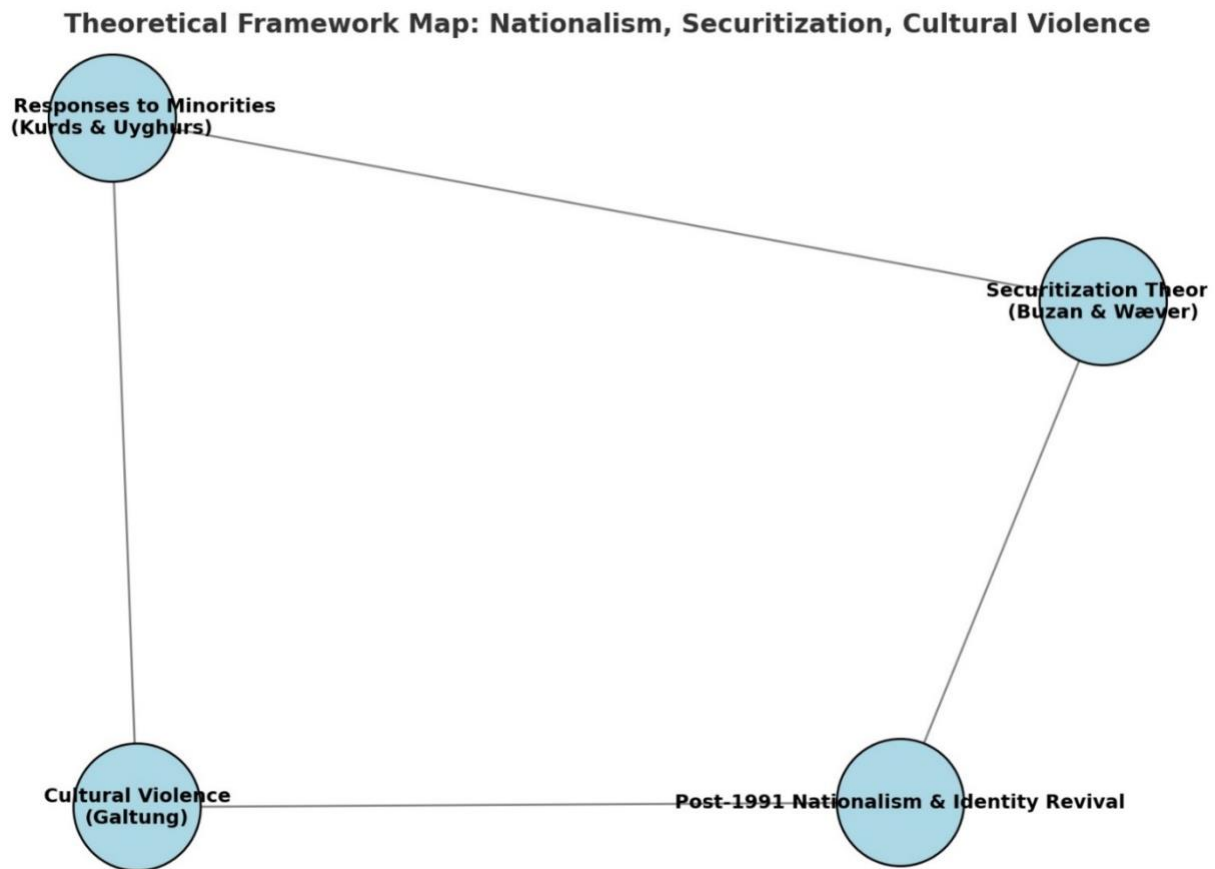 Theoretical Framework Map: Nationalism, Securitization, Cultural Violence
Responses to Minorities
(Kurds & Uyghurs)
Securitization Theor
(Buzan & Wæver)
Cultural Violence
(Galtung)
Post-1991 Nationalism & Identity Revival